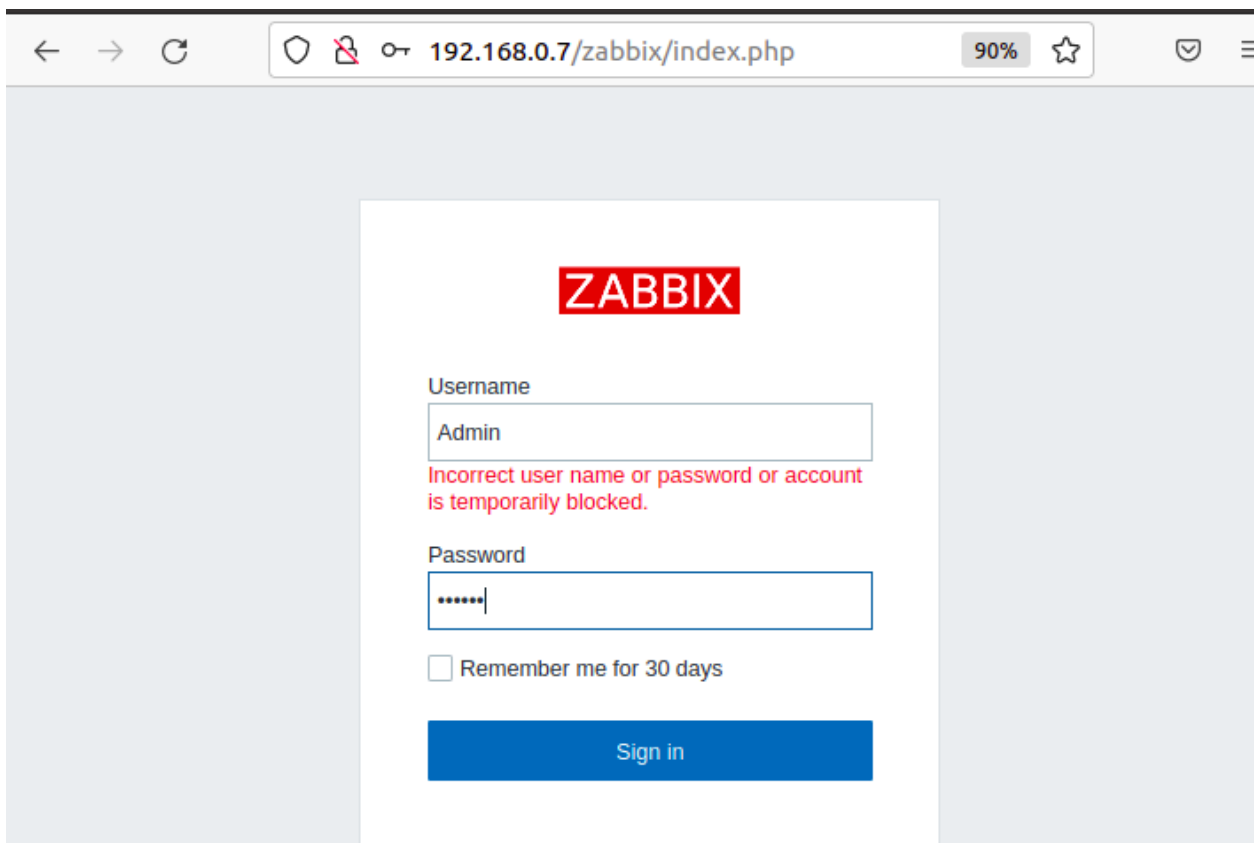 192.168.0.7/zabbix/index.php 90%
ZABBIX
Username
Admin
Incorrect user name or password or account
is temporarily blocked.
Password
••••••
Remember me for 30 days
Sign in